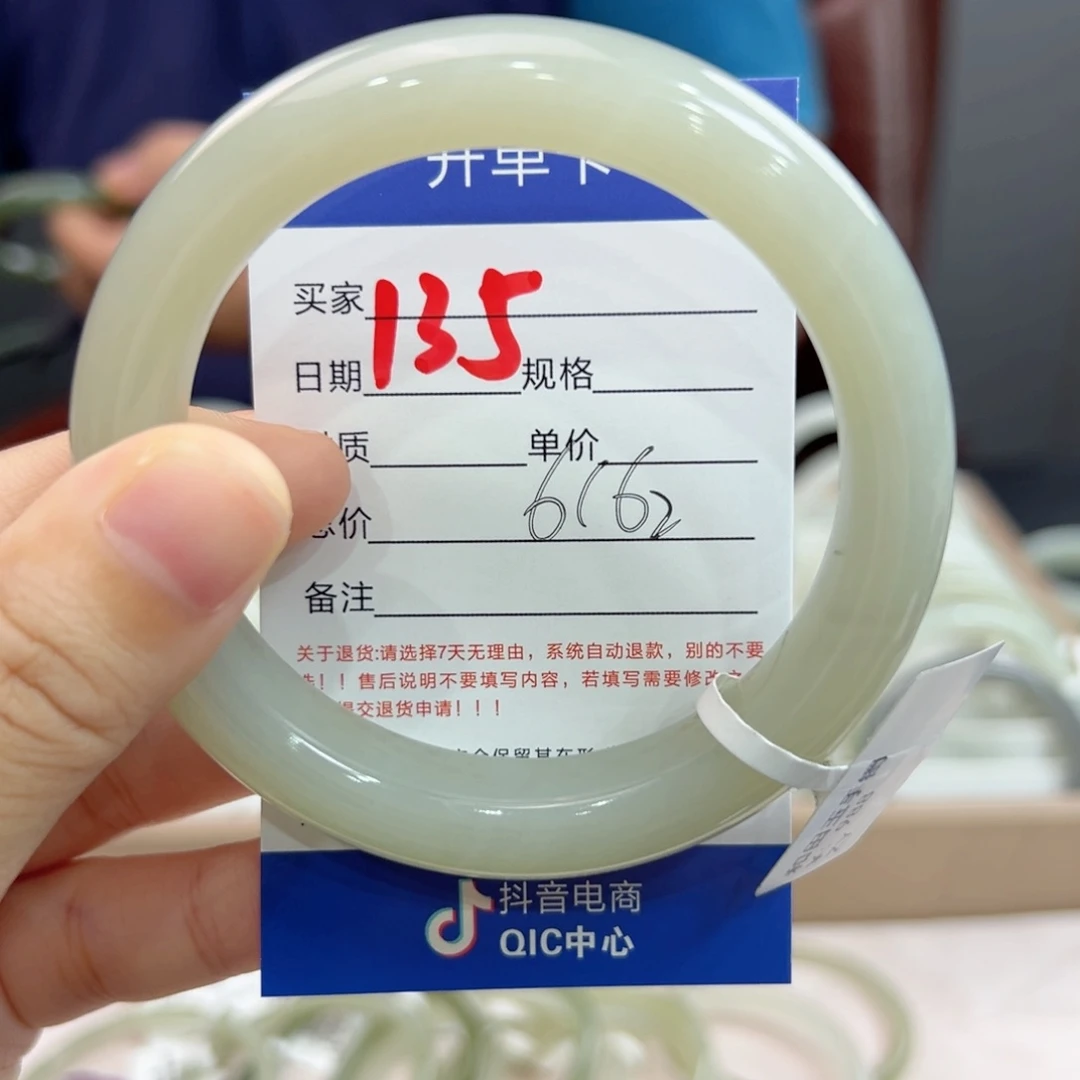 开单卡
买家
135
日期 规格
质 单价
总价 6162
备注
关于退货:请选择7天无理由，系统自动退款，别的不要
选！！售后说明不要填写内容，若填写需要修改之
提交退货申请！！！
抖音电商
QIC中心